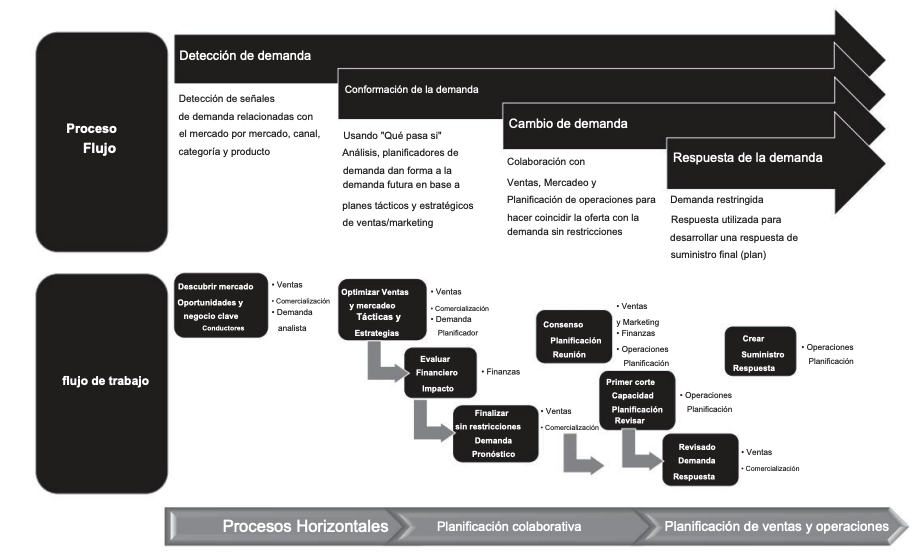 Proceso
Flujo
Detección de demanda
Detección de señales
de demanda relacionadas con
el mercado por mercado, canal,
categoría y producto
Conformación de la demanda
Usando "Qué pasa si"
Análisis, planificadores de
demanda dan forma a la
demanda futura en base a
planes tácticos y estratégicos
de ventas/marketing
Cambio de demanda
Colaboración con
Ventas, Mercadeo y
Planificación de operaciones para
hacer coincidir la oferta con la
demanda sin restricciones
Respuesta de la demanda
Demanda restringida
Respuesta utilizada para
desarrollar una respuesta de
suministro final (plan)
flujo de trabajo
Descubrir mercado
Oportunidades y
negocio clave
Conductores
• Ventas
• Comercialización
• Demanda
analista
Optimizar Ventas
y mercadeo
Tácticas y
Estrategias
• Ventas
• Comercialización
• Demanda
Planificador
Evaluar
Financiero
Impacto
• Finanzas
Finalizar
sin restricciones
Demanda
Pronóstico
• Ventas
• Comercialización
Consenso
Planificación
Reunión
• Ventas
y Marketing
• Finanzas
• Operaciones
Planificación
Primer corte
Capacidad
Planificación
Revisar
• Operaciones
Planificación
Revisado
Demanda
Respuesta
• Ventas
• Comercialización
Crear
Suministro
Respuesta
• Operaciones
Planificación
Procesos Horizontales
Planificación colaborativa
Planificación de ventas y operaciones